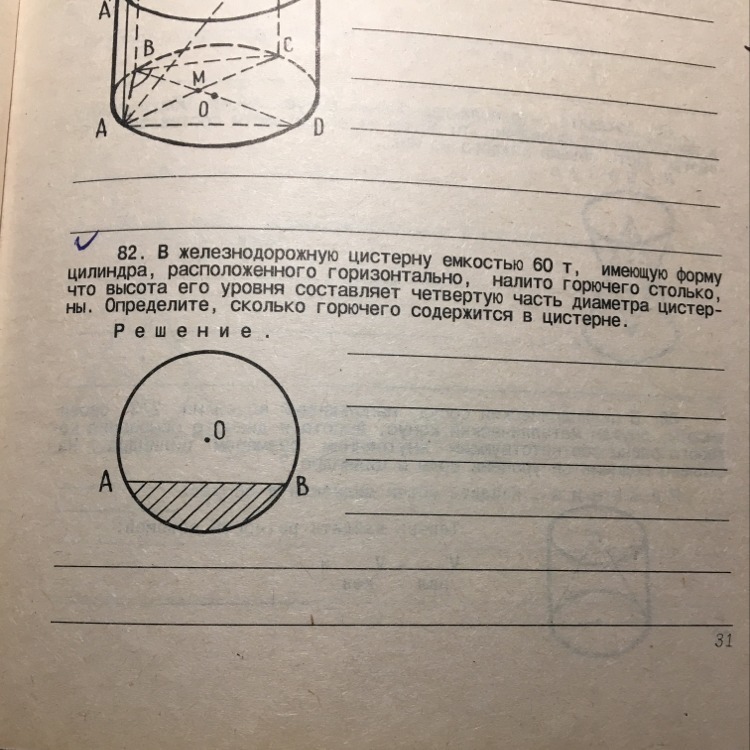 A
B
C
M
O
A
D
82. В железнодорожную цистерну емкостью 60 т, имеющую форму
цилиндра, расположенного горизонтально, налито горючего столько,
что высота его уровня составляет четвертую часть диаметра цистер-
ны. Определите, сколько горючего содержится в цистерне.
Решение.
O
A
B
31